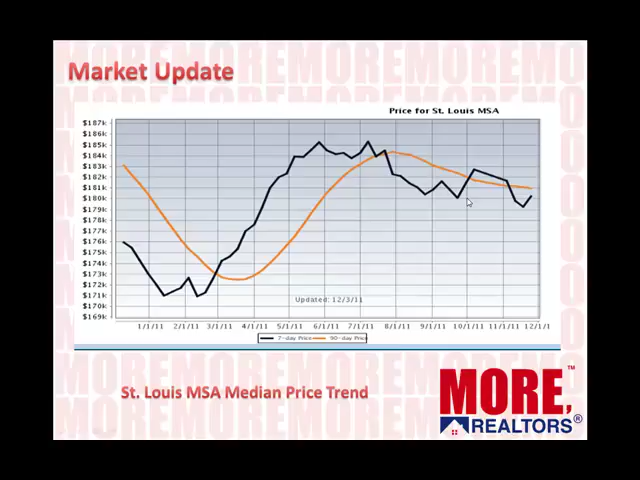 Market Update
Price for St. Louis MSA
$187k
$186k
$185k
$184k
$183k
$182k
$181k
$180k
$179k
$177k
$176k
$175k
$174k
$173k
$172k
$171k
$170k
$169k
Updated: 12/3/11
1/1/11 2/1/11 3/1/11 4/1/11 5/1/11 6/1/11 7/1/11 8/1/11 9/1/11 10/1/11 11/1/11 12/1/1
7-day Price 90-day Price
St. Louis MSA Median Price Trend
MORE, ™
REALTORS®